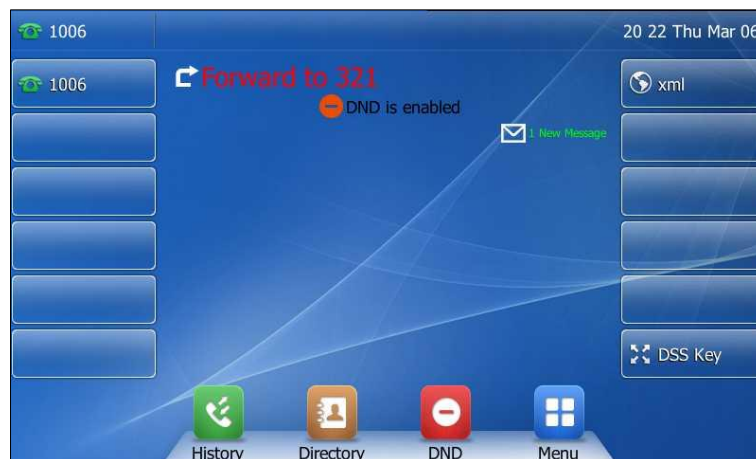 1006
20 22 Thu Mar 06
1006
Forward to 321
xml
DND is enabled
1 New Message
DSS Key
History
Directory
DND
Menu